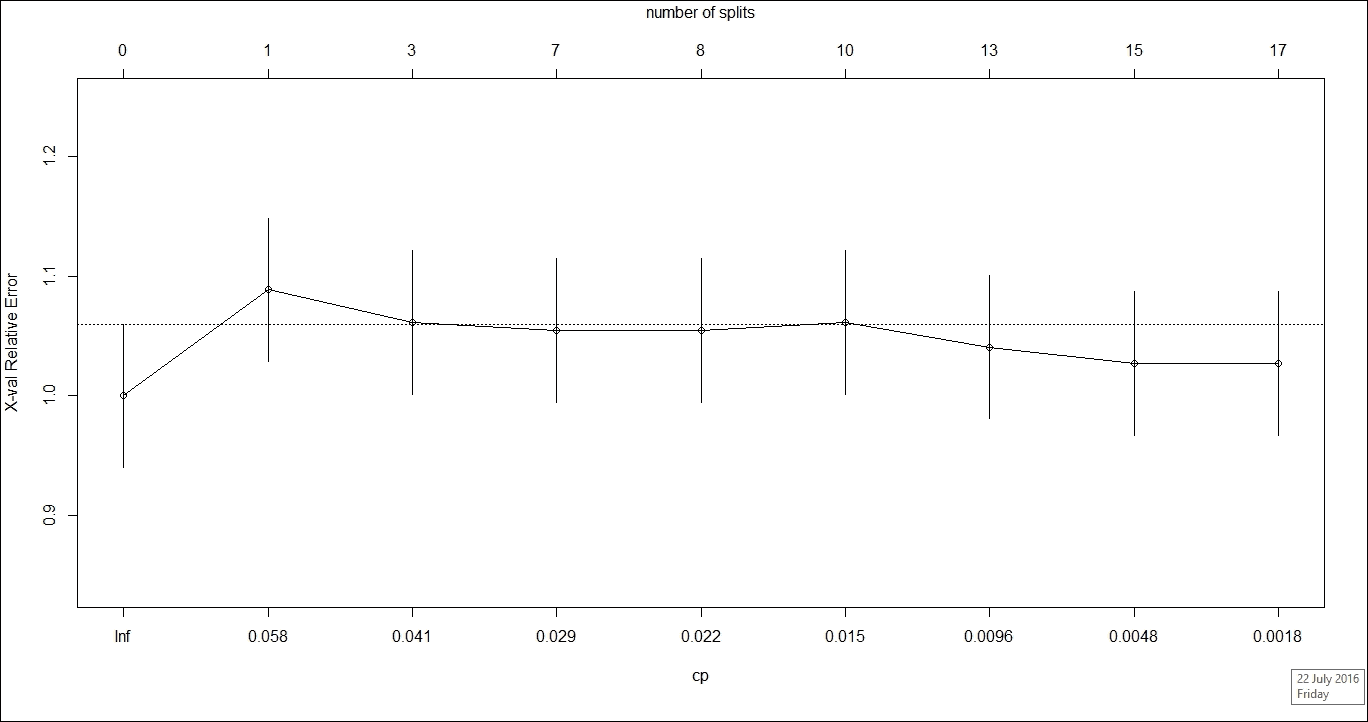 number of splits
0 1 3 7 8 10 13 15 17
X-val Relative Error
1.2
1.1
1.0
0.9
Inf 0.058 0.041 0.029 0.022 0.015 0.0096 0.0048 0.0018
cp
22 July 2016
Friday